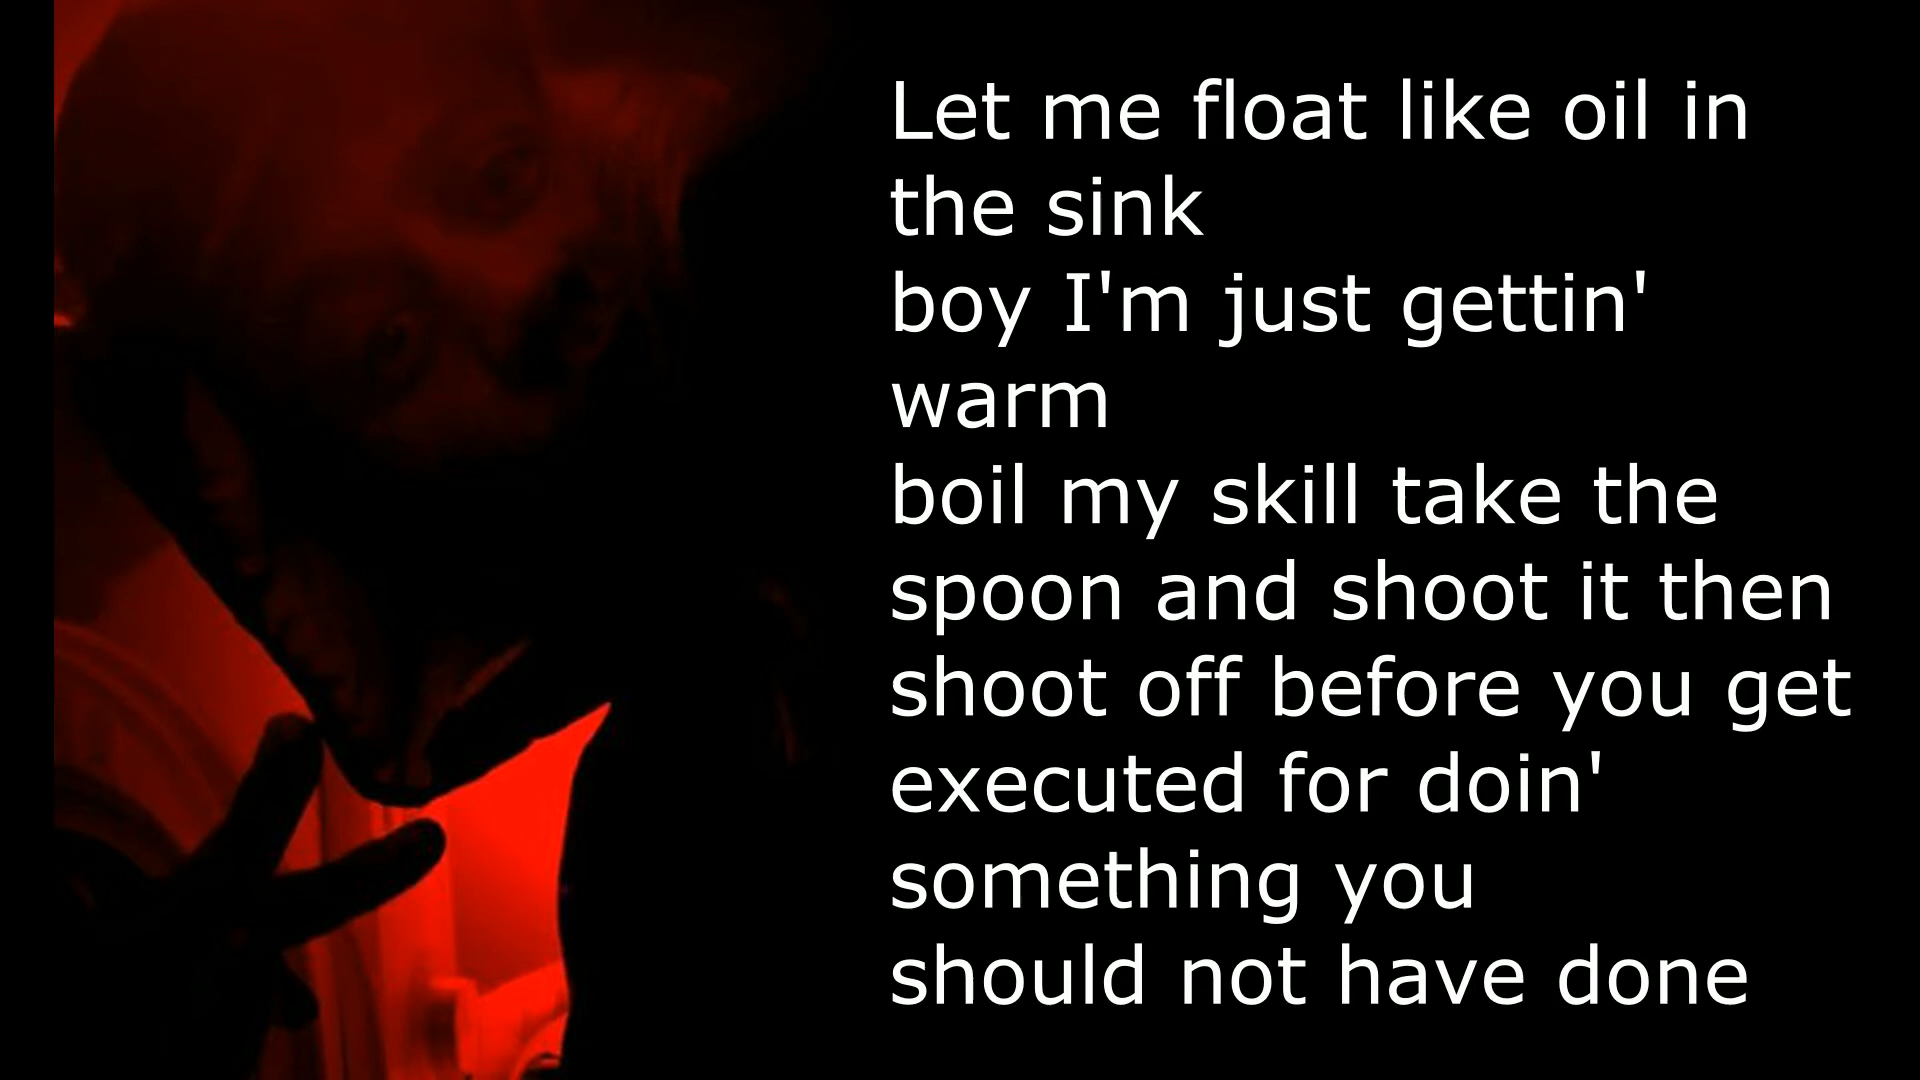 Let me float like oil in
the sink
boy I'm just gettin'
warm
boil my skill take the
spoon and shoot it then
shoot off before you get
executed for doin'
something you
should not have done